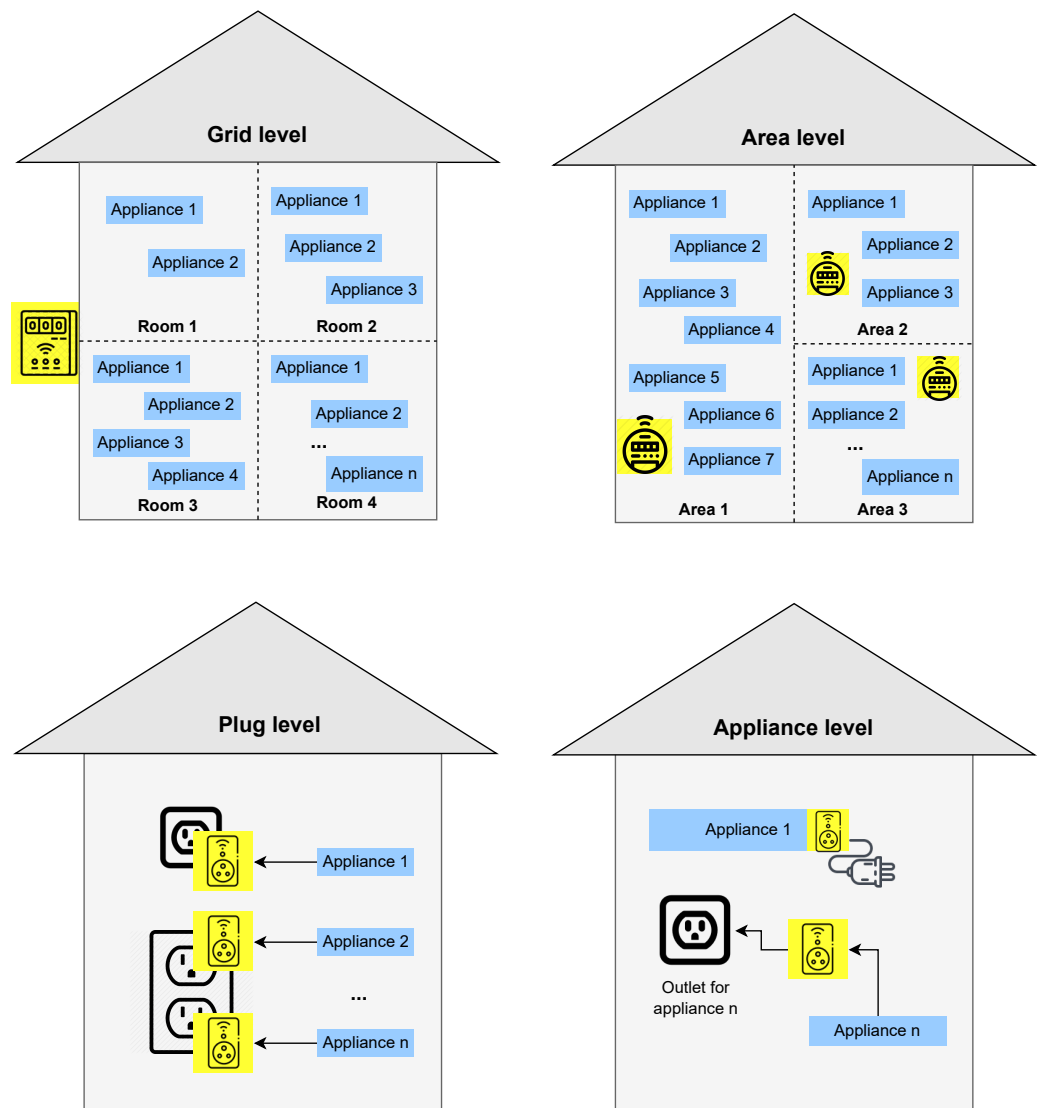 Grid level
Appliance 1
Appliance 2
Room 1
Appliance 1
Appliance 2
Appliance 3
Room 2
Appliance 1
Appliance 2
Appliance 3
Appliance 4
Room 3
Appliance 1
Appliance 2
...
Appliance n
Room 4
Area level
Appliance 1
Appliance 2
Appliance 3
Appliance 4
Appliance 5
Appliance 6
Appliance 7
Area 1
Appliance 1
Appliance 2
Appliance 3
Area 2
Appliance 1
Appliance 2
...
Appliance n
Area 3
Plug level
Appliance 1
Appliance 2
...
Appliance n
Appliance level
Appliance 1
Outlet for
appliance n
Appliance n